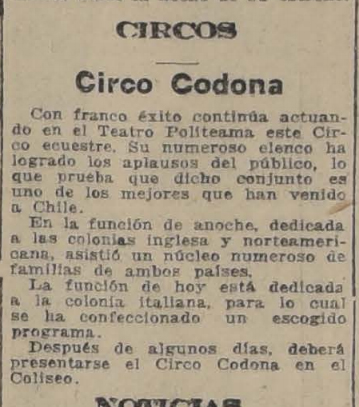 CIRCOS
Circo Codona
Con franco éxito continúa actuan-
do en el Teatro Politeama este Cir-
co ecuestre. Su numeroso elenco ha
logrado los aplausos del público, lo
que prueba que dicho conjunto es
uno de los mejores que han venido
a Chile.
En la función de anoche, dedicada
a las colonias inglesa y norteameri-
cana, asistió un núcleo numeroso de
familias de ambos países.
La función de hoy está dedicada
a la colonia italiana, para lo cual
se ha confeccionado un escogido
programa.
Después de algunos días, deberá
presentarse el Circo Codona en el
Coliseo.
NOTICIAS